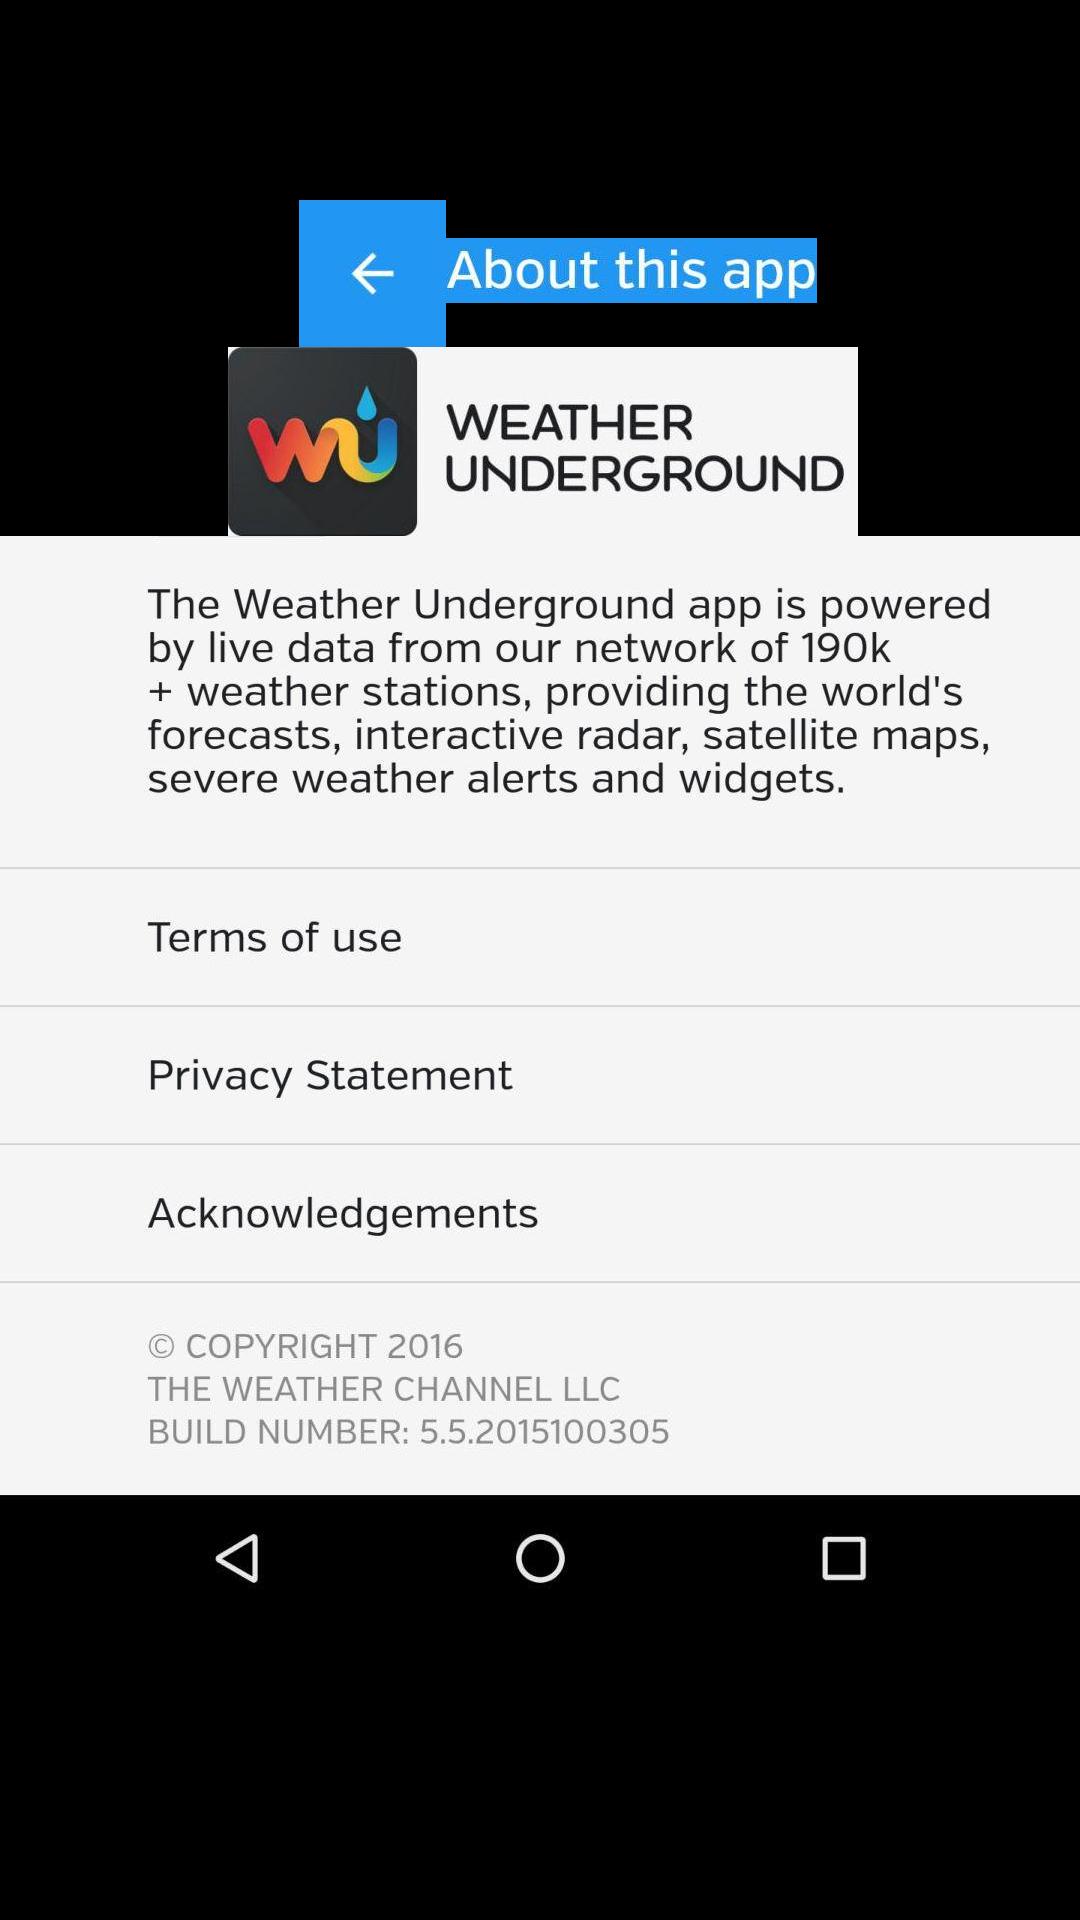 About this app
wu
WEATHER
UNDERGROUND
The Weather Underground app is powered
by live data from our network of 190k
+ weather stations, providing the world's
forecasts, interactive radar, satellite maps,
severe weather alerts and widgets.
Terms of use
Privacy Statement
Acknowledgements
© COPYRIGHT 2016
THE WEATHER CHANNEL LLC
BUILD NUMBER: 5.5.2015100305